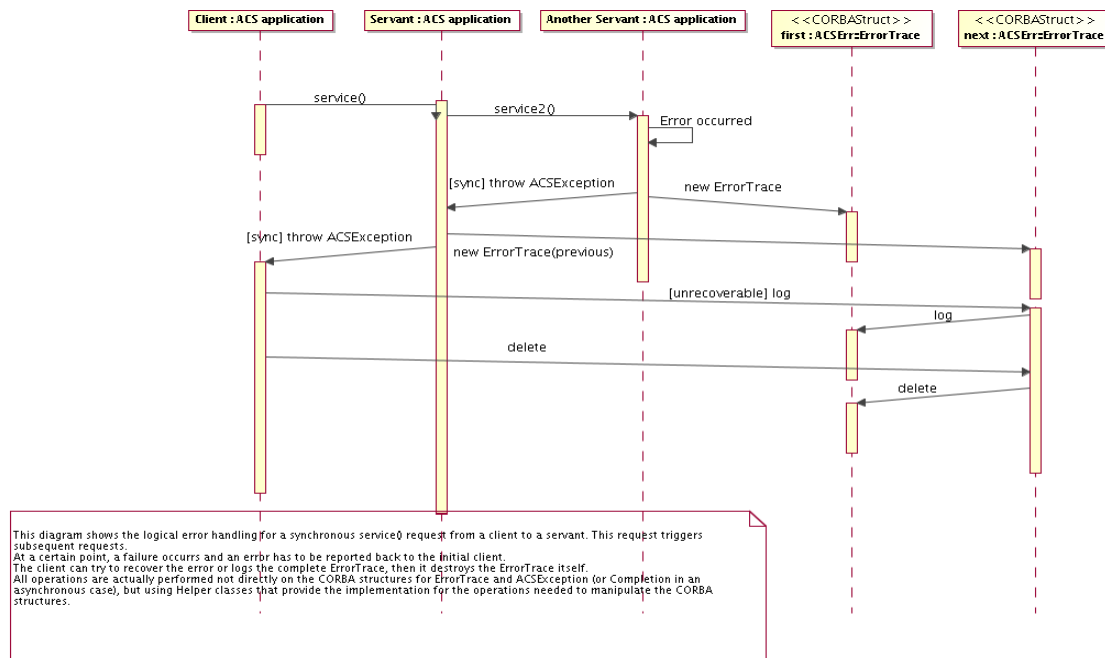 Client : ACS application
Servant : ACS application
Another Servant : ACS application
<<CORBAStruct>>
first : ACSErr::ErrorTrace
<<CORBAStruct>>
next : ACSErr::ErrorTrace
service()
service2()
Error occurred
[sync] throw ACSException
new ErrorTrace
[sync] throw ACSException
new ErrorTrace(previous)
[unrecoverable] log
log
delete
delete
This diagram shows the logical error handling for a synchronous service() request from a client to a servant. This request triggers
subsequent requests.
At a certain point, a failure occurrs and an error has to be reported back to the initial client.
The client can try to recover the error or logs the complete ErrorTrace, then it destroys the ErrorTrace itself.
All operations are actually performed not directly on the CORBA structures for ErrorTrace and ACSException (or Completion in an
asynchronous case), but using Helper classes that provide the implementation for the operations needed to manipulate the CORBA
structures.